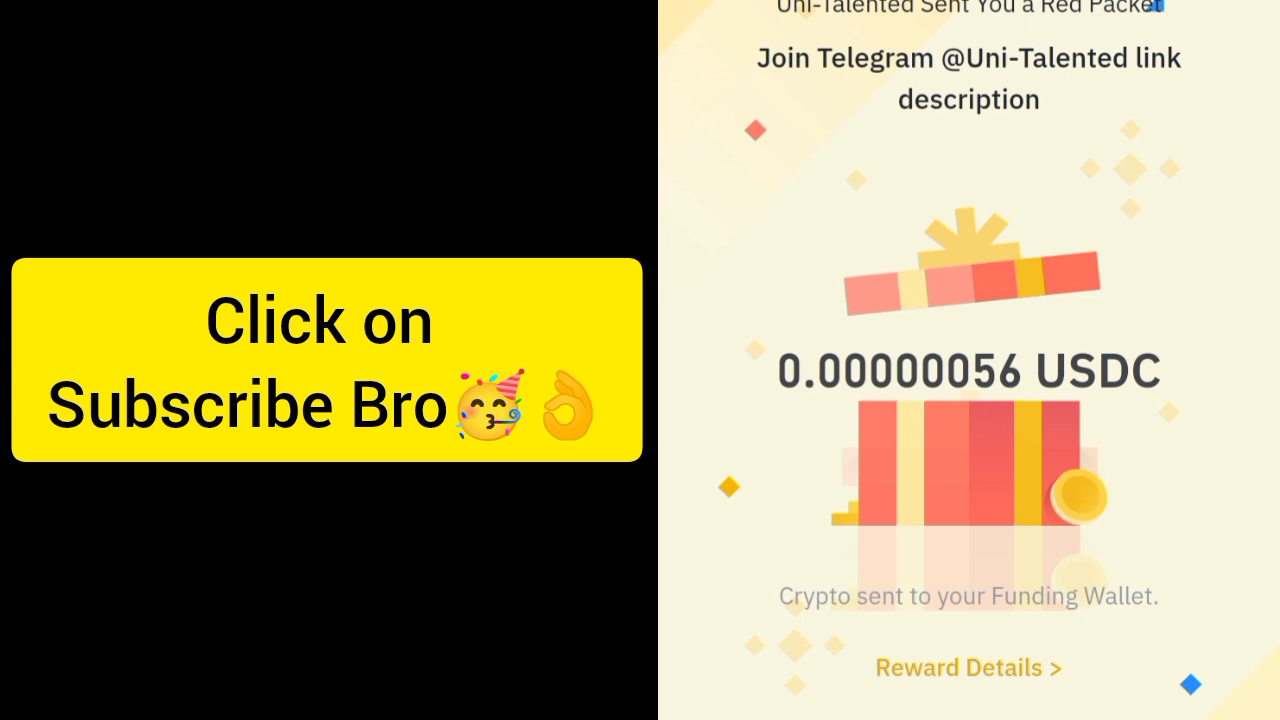 Click on
Subscribe Bro🥳👌
Uni-Talented Sent You a Red Packet
Join Telegram @Uni-Talented link
description
0.00000056 USDC
Crypto sent to your Funding Wallet.
Reward Details >